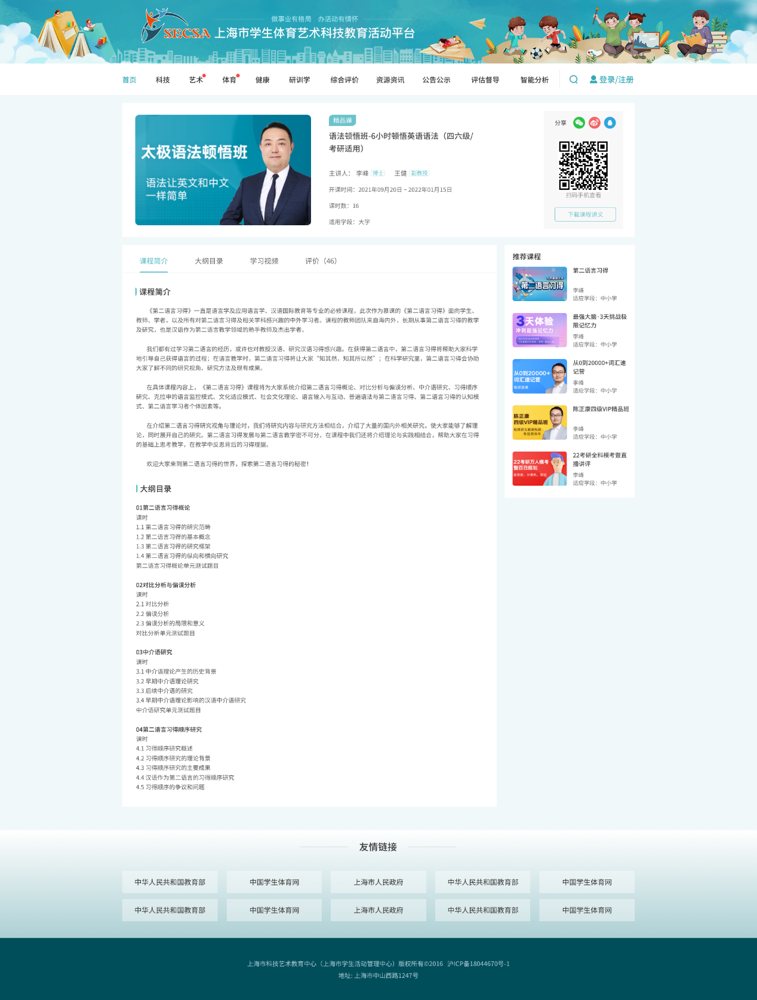 做事业有格局 办活动有情怀
SECSA 上海市学生体育艺术科技教育活动平台
首页 科技 艺术 体育 健康 研训学 综合评价 资源资讯 公告公示 评估督导 智能分析 登录/注册
太极语法顿悟班
语法让英文和中文
一样简单
精品课
语法顿悟班-6小时顿悟英语语法（四六级/
考研适用）
主讲人： 李峰 博士 王健 副教授
开课时间：2021年09月20日 ~ 2022年01月15日
课时数：16
适用学段：大学
分享
扫码手机查看
下载课程讲义
课程简介 大纲目录 学习视频 评价（46）
课程简介
《第二语言习得》一直是语言学及应用语言学、汉语国际教育等专业的必修课程，此次作为慕课的《第二语言习得》面向学生、
教师、学者，以及所有对第二语言习得及相关学科感兴趣的中外学习者。课程的教师团队来自海内外，长期从事第二语言习得的教学
及研究，也是汉语作为第二语言教学领域的熟手教师及杰出学者。
我们都有过学习第二语言的经历，或许也对教授汉语、研究汉语习得感兴趣。在获得第二语言中，第二语言习得将帮助大家科学
地引导自己获得语言的过程；在语言教学时，第二语言习得将让大家“知其然，知其所以然”；在科学研究里，第二语言习得会协助
大家了解不同的研究视角、研究方法及现有成果。
在具体课程内容上，《第二语言习得》课程将为大家系统介绍第二语言习得概论、对比分析与偏误分析、中介语研究、习得顺序
研究、克拉申的语言监控模式、文化适应模式、社会文化理论、语言输入与互动、普遍语法与第二语言习得、第二语言习得的认知模
式、第二语言学习者个体因素等。
在介绍第二语言习得研究视角与理论时，我们将研究内容与研究方法相结合，介绍了大量的国内外相关研究，使大家能够了解理
论，同时展开自己的研究。第二语言习得发展与第二语言教学密不可分，在课程中我们还将介绍理论与实践相结合，帮助大家在习得
的基础上思考教学，在教学中反思背后的习得理据。
欢迎大家来到第二语言习得的世界，探索第二语言习得的秘密！
大纲目录
01第二语言习得概论
课时
1.1 第二语言习得的研究范畴
1.2 第二语言习得的基本概念
1.3 第二语言习得的研究框架
1.4 第二语言习得的纵向和横向研究
第二语言习得概论单元测试题目
02对比分析与偏误分析
课时
2.1 对比分析
2.2 偏误分析
2.3 偏误分析的局限和意义
对比分析单元测试题目
03中介语研究
课时
3.1 中介语理论产生的历史背景
3.2 早期中介语理论研究
3.3 后续中介语的研究
3.4 早期中介语理论影响的汉语中介语研究
中介语研究单元测试题目
04第二语言习得顺序研究
课时
4.1 习得顺序研究概述
4.2 习得顺序研究的理论背景
4.3 习得顺序研究的主要成果
4.4 汉语作为第二语言的习得顺序研究
4.5 习得顺序的争议和问题
推荐课程
第二语言习得
第二语言习得
李峰
适应学段：中小学
3天体验
冲刺超强记忆力
最强大脑·3天挑战极
限记忆力
李峰
适应学段：中小学
从0到20000+
词汇速记营
每周直播
从0到20000+词汇速
记营
李峰
适应学段：中小学
陈正康
四级VIP精品班
纸质讲义套装包邮
有效期四年
陈正康四级VIP精品班
李峰
适应学段：中小学
22考研万人模考
暨百日规划
22考研全科模考暨直
播讲评
李峰
适应学段：中小学
友情链接
中华人民共和国教育部 中国学生体育网 上海市人民政府 中华人民共和国教育部 中国学生体育网
中华人民共和国教育部 中国学生体育网 上海市人民政府 中华人民共和国教育部 中国学生体育网
上海市科技艺术教育中心（上海市学生活动管理中心）版权所有©2016 沪ICP备18044670号-1
地址: 上海市中山西路1247号